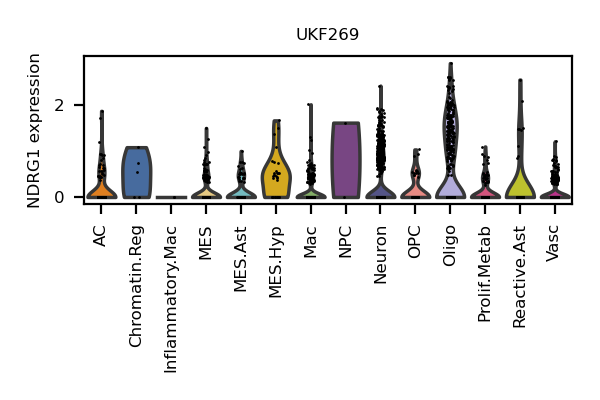 UKF269
NDRG1 expression
2
0
AC
Chromatin.Reg
Inflammatory.Mac
MES
MES.Ast
MES.Hyp
Mac
NPC
Neuron
OPC
Oligo
Prolif.Metab
Reactive.Ast
Vasc